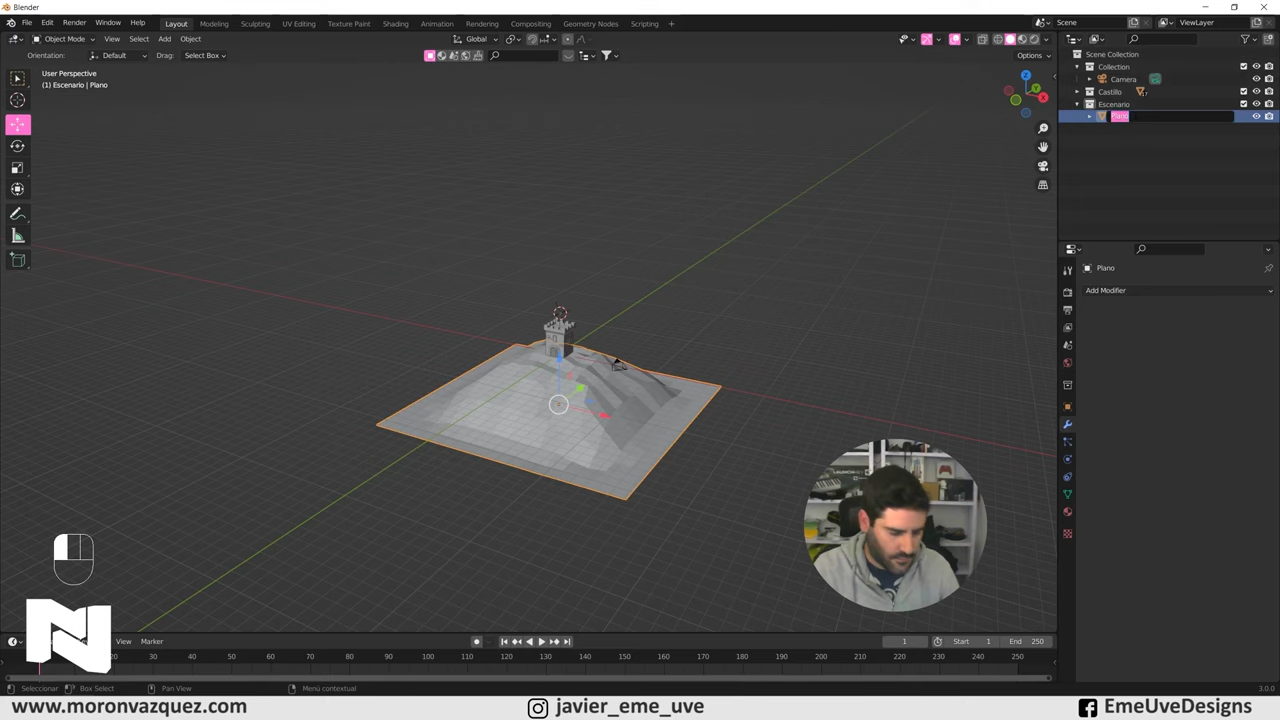 Blender
File Edit Render Window Help Layout Modeling Sculpting UV Editing Texture Paint Shading Animation Rendering Compositing Geometry Nodes Scripting + Scene ViewLayer
Object Mode View Select Add Object Global
Orientation: Default Drag: Select Box Options
User Perspective
(1) Escenario | Plano
Scene Collection
Collection
Camera
Castillo
Escenario
Plano
Plano
Add Modifier
View Marker 1 Start 1 End 250
20 30 40 50 60 70 80 90 100 110 120 130 140 150 160 170 180 190 200 210 220 230 240 250
Seleccionar Box Select Pan View Menú contextual 3.0.0
www.moronvazquez.com javier_eme_uve EmeUveDesigns